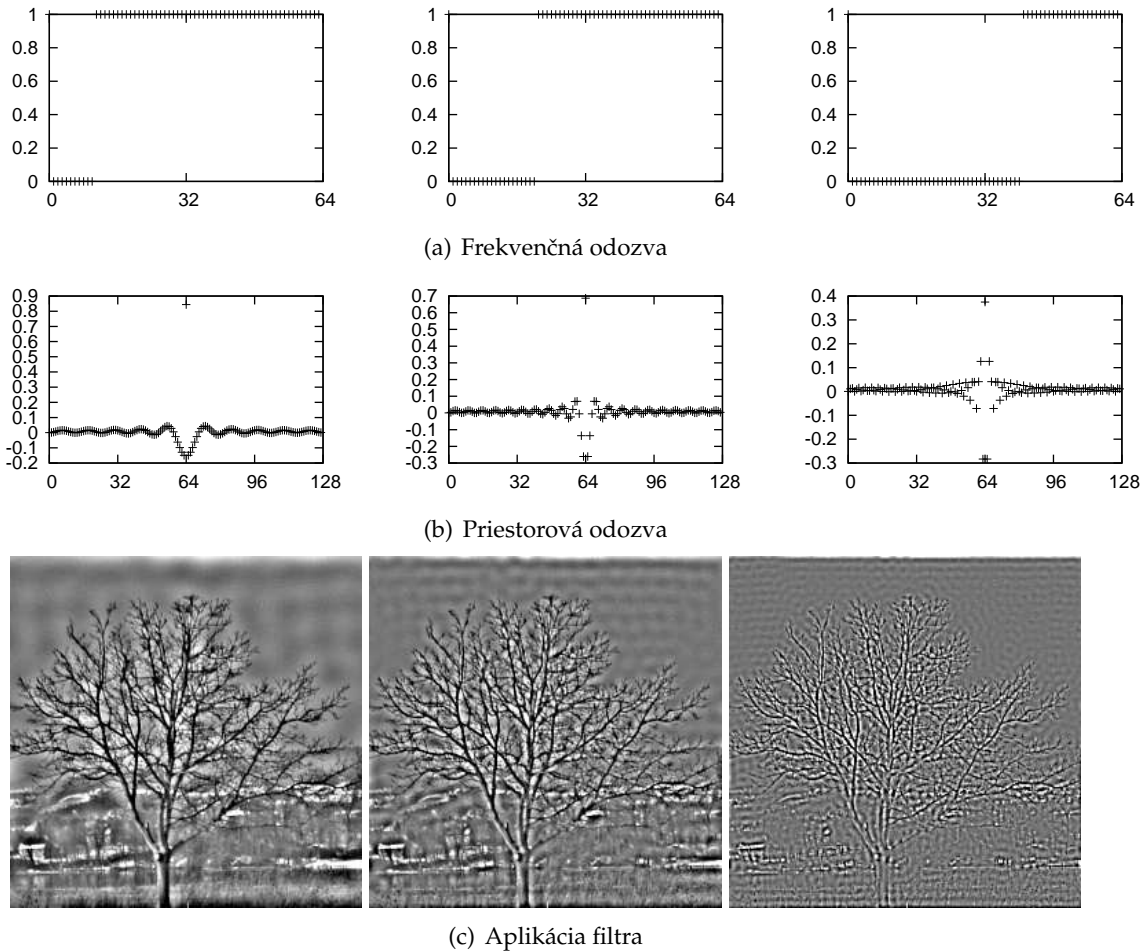 1 1 1
0.8 0.8 0.8
0.6 0.6 0.6
0.4 0.4 0.4
0.2 0.2 0.2
0 0 0
0 32 64 0 32 64 0 32 64
(a) Frekvenčná odozva
0.9 0.7 0.4
0.8 0.6 0.3
0.7 0.5 0.2
0.6 0.4 0.1
0.5 0.3 0
0.4 0.2 -0.1
0.3 0.1 -0.2
0.2 0 -0.3
0.1 -0.1
0 -0.2
-0.1 -0.3
-0.2
0 32 64 96 128 0 32 64 96 128 0 32 64 96 128
(b) Priestorová odozva
(c) Aplikácia filtra